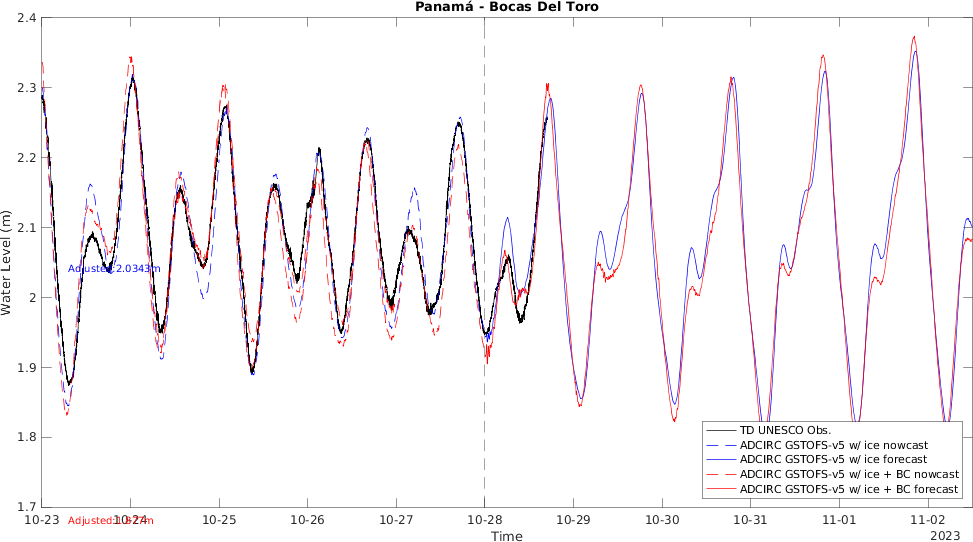 Panamá - Bocas Del Toro
Water Level (m)
2.4
2.3
2.2
2.1
2
1.9
1.8
1.7
Adjusted:2.0343m
TD UNESCO Obs.
ADCIRC GSTOFS-v5 w/ ice nowcast
ADCIRC GSTOFS-v5 w/ ice forecast
ADCIRC GSTOFS-v5 w/ ice + BC nowcast
ADCIRC GSTOFS-v5 w/ ice + BC forecast
Adjusted:
10-23 10-24 10-25 10-26 10-27 10-28 10-29 10-30 10-31 11-01 11-02
Time
2023